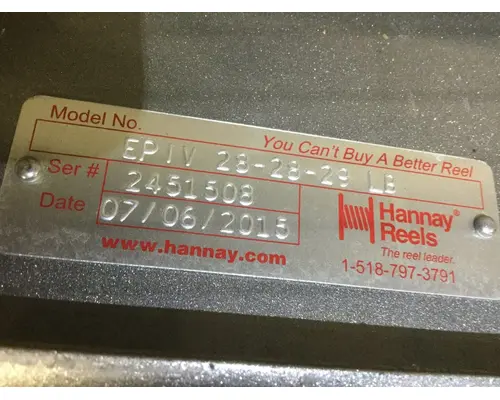 Model No.
You Can't Buy A Better Reel
EPIV 28-28-29 LB
Ser # 2451508
Date 07/06/2015
Hannay® Reels
The reel leader.
www.hannay.com
1-518-797-3791